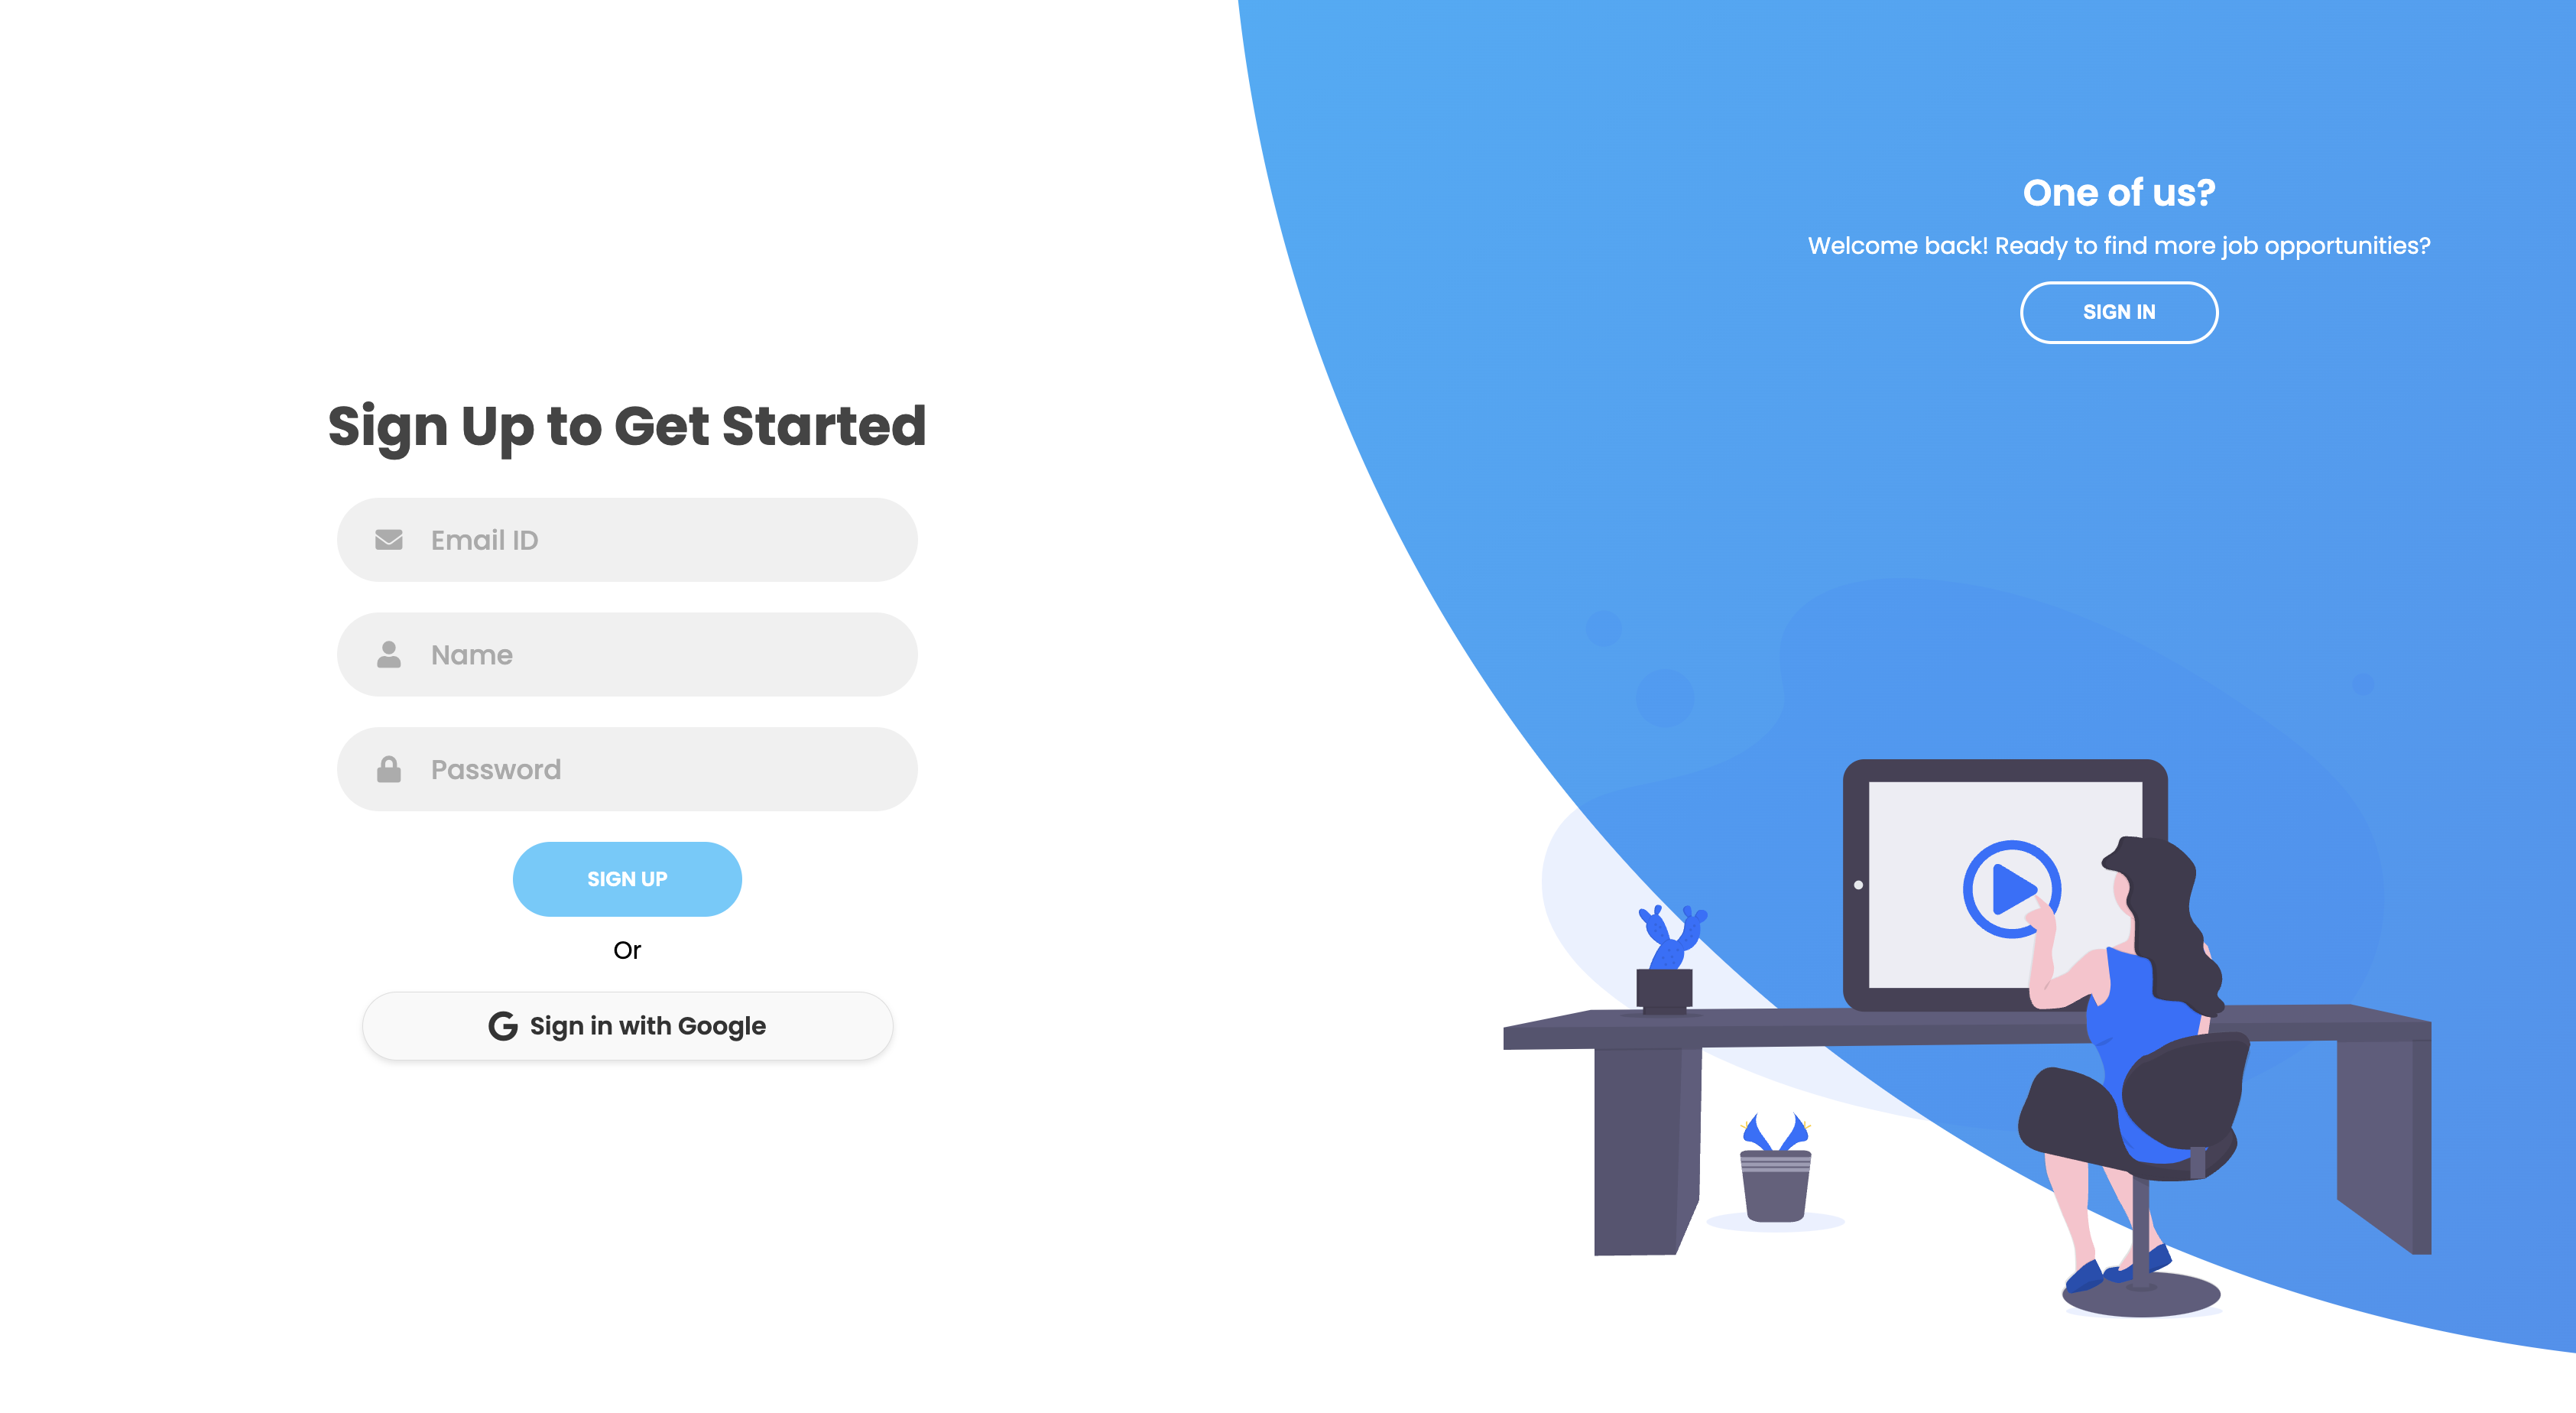 Sign Up to Get Started
Email ID
Name
Password
SIGN UP
Or
Sign in with Google
One of us?
Welcome back! Ready to find more job opportunities?
SIGN IN